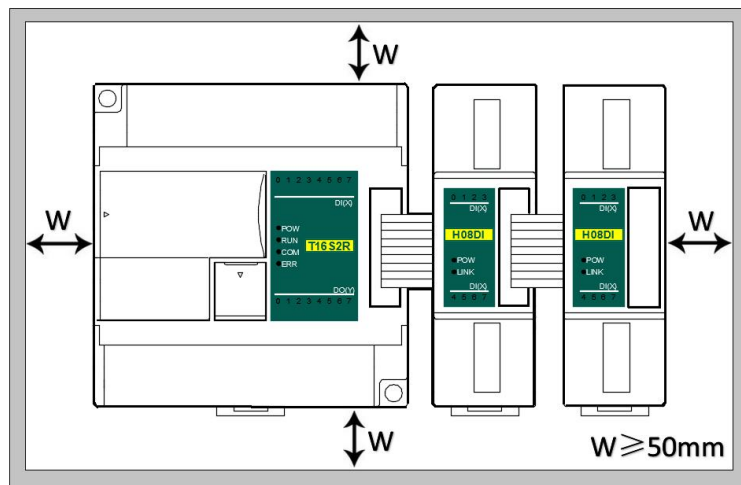 W
0 1 2 3 4 5 6 7
DI(X)
POW
RUN
COM
ERR
T16S2R
DO(Y)
0 1 2 3 4 5 6 7
0 1 2 3
DI(X)
H08DI
POW
LINK
DI(X)
4 5 6 7
0 1 2 3
DI(X)
H08DI
POW
LINK
DI(X)
4 5 6 7
W
W
W
W≥50mm